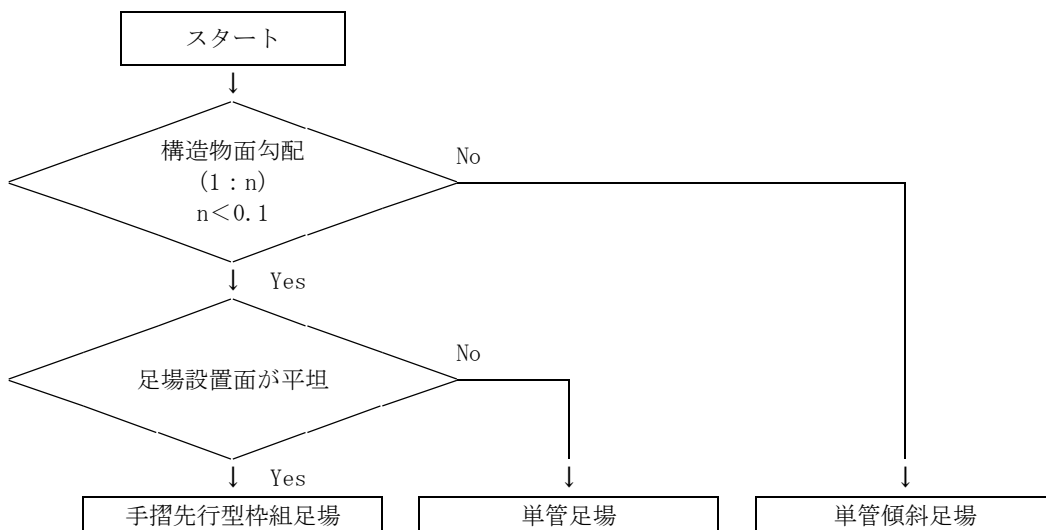 スタート
↓
構造物面勾配
(1：n)
n＜0.1
No
↓ Yes
足場設置面が平坦
No
↓ Yes
↓
↓
手摺先行型枠組足場
単管足場
単管傾斜足場